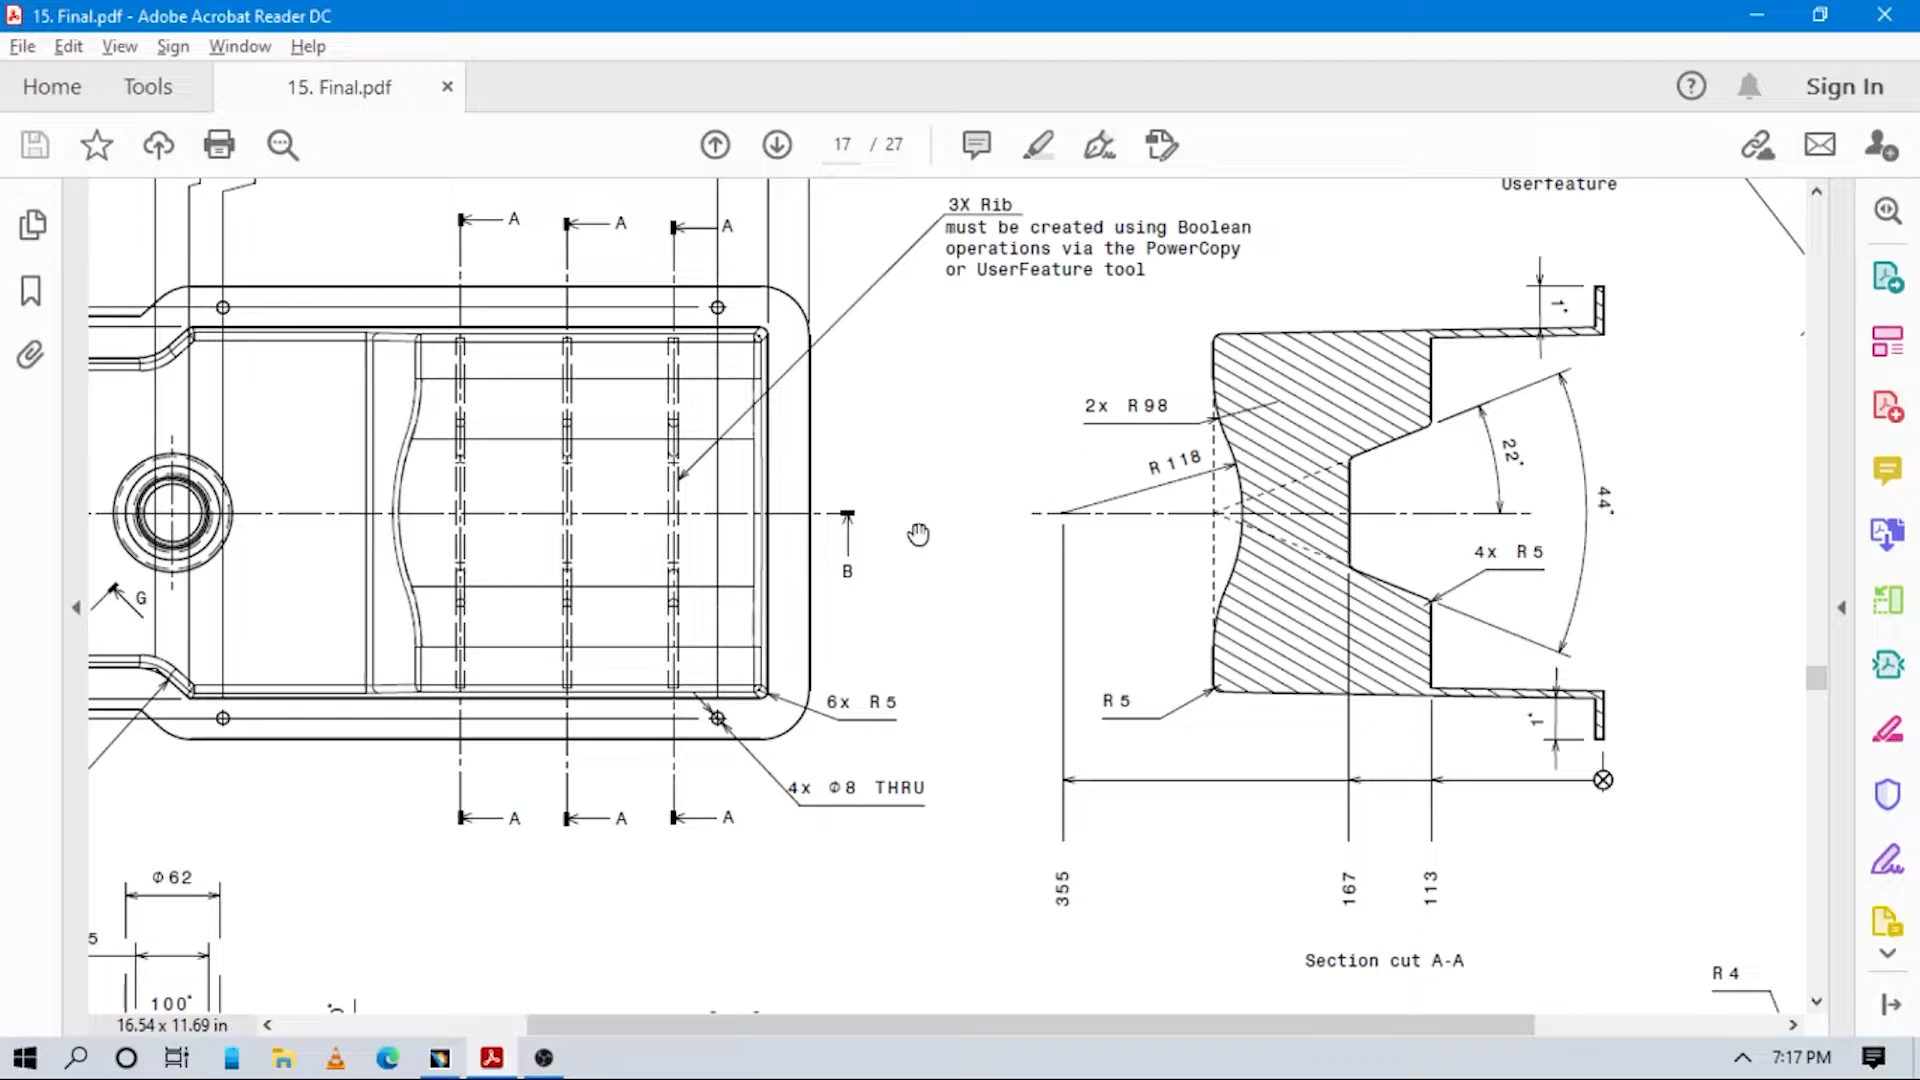 15. Final.pdf - Adobe Acrobat Reader DC
File Edit View Sign Window Help
Home Tools 15. Final.pdf × Sign In
17 / 27
Userfeature
3X Rib
must be created using Boolean
operations via the PowerCopy
or UserFeature tool
A A A
1°
2x R98
R118
22°
44°
4x R5
B
G
R5
6x R5
1°
4x Φ8 THRU
A A A
Φ62
355
167
113
5
Section cut A-A
R4
100°
16.54 x 11.69 in
7:17 PM